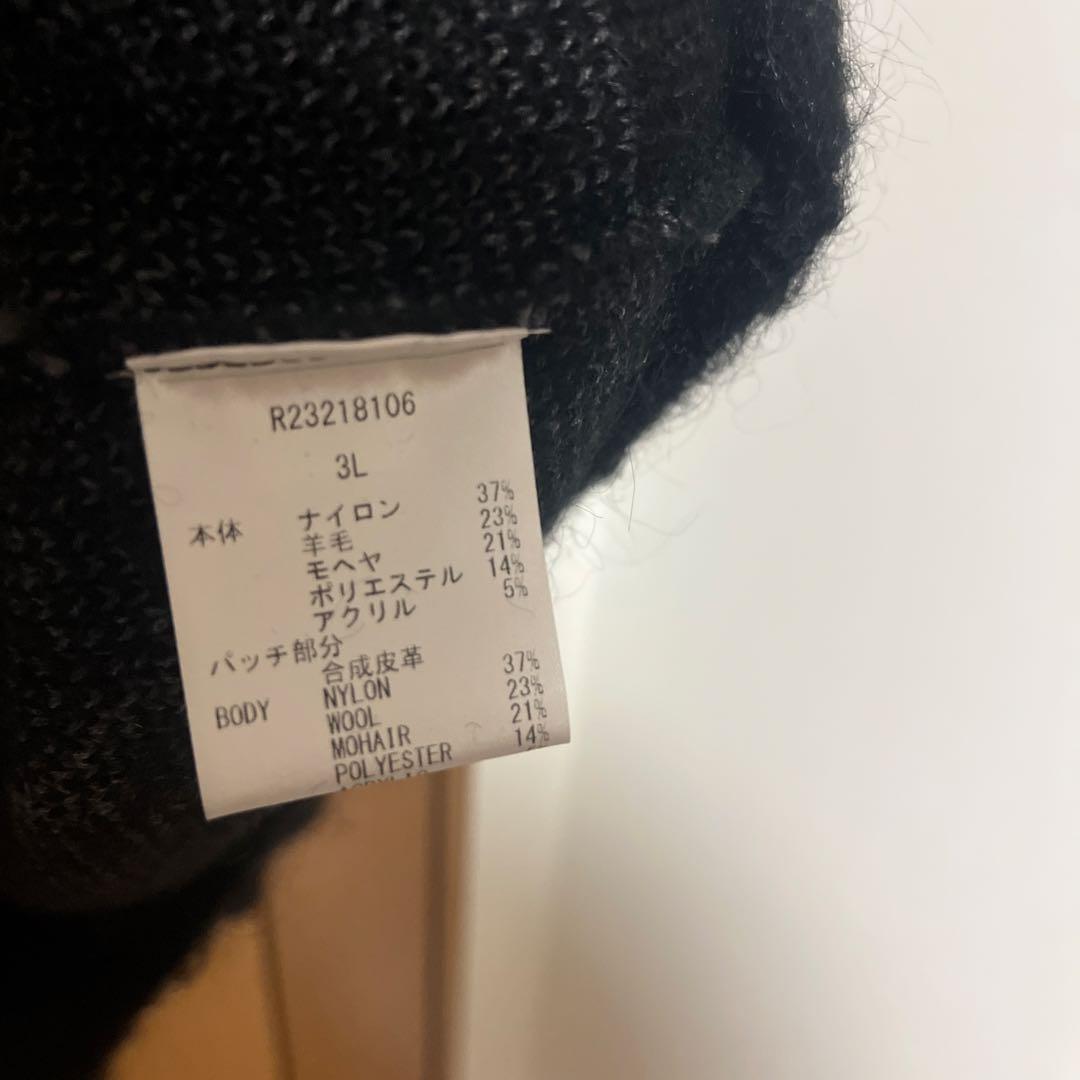 R23218106
3L
本体 ナイロン 37%
羊毛 23%
モヘヤ 21%
ポリエステル 14%
アクリル 5%
パッチ部分
合成皮革
BODY NYLON 37%
WOOL 23%
MOHAIR 21%
POLYESTER 14%